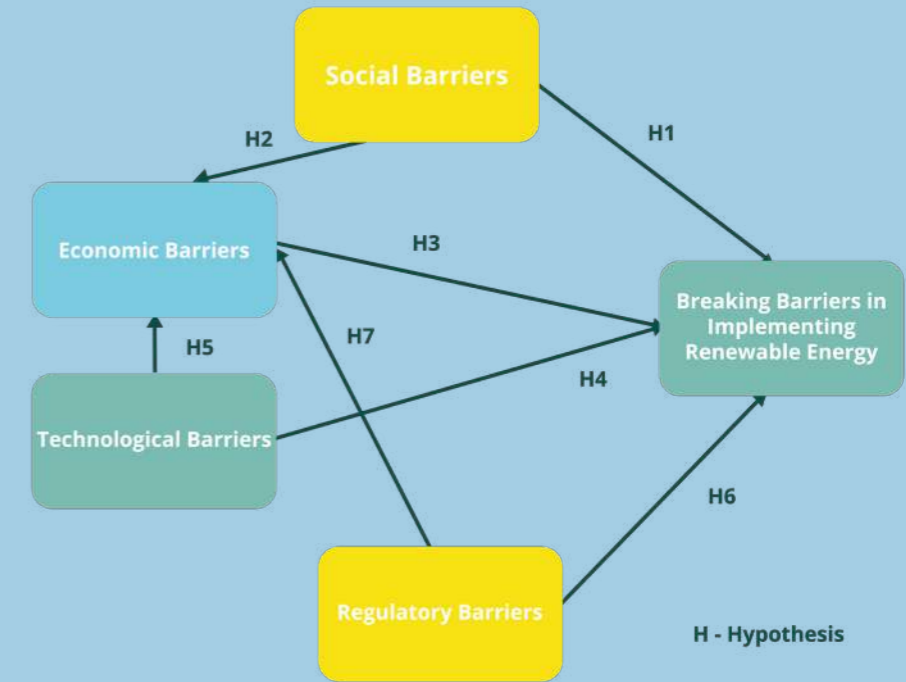 Social Barriers
H2
H1
Economic Barriers
H3
Breaking Barriers in
Implementing
Renewable Energy
H7
H5
H4
Technological Barriers
H6
Regulatory Barriers
H - Hypothesis